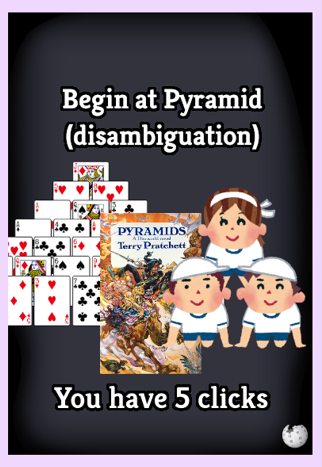 Begin at Pyramid
(disambiguation)
PYRAMIDS
Terry Pratchett
You have 5 clicks